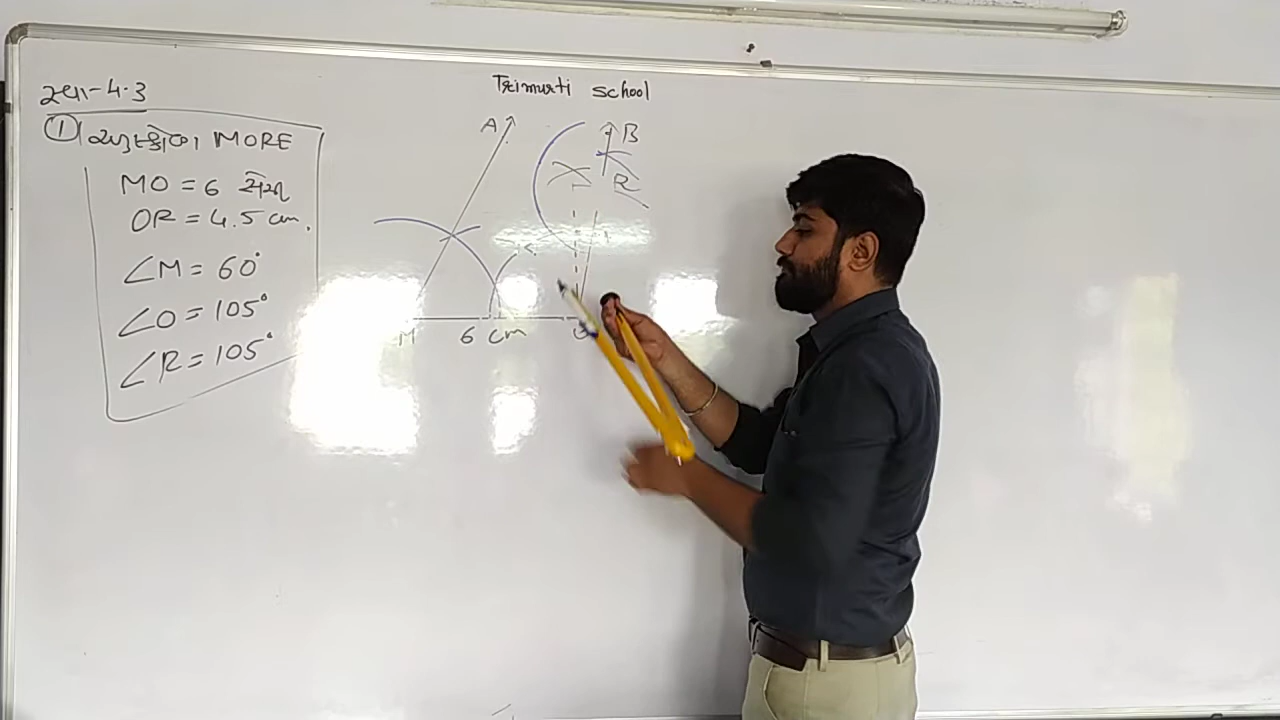 સ્વા-4.3
Trimurti school
① ચતુષ્કોણ MORE
MO = 6 સેમી
OR = 4.5 cm.
∠M = 60°
∠O = 105°
∠R = 105°
A
B
R
M 6 cm O